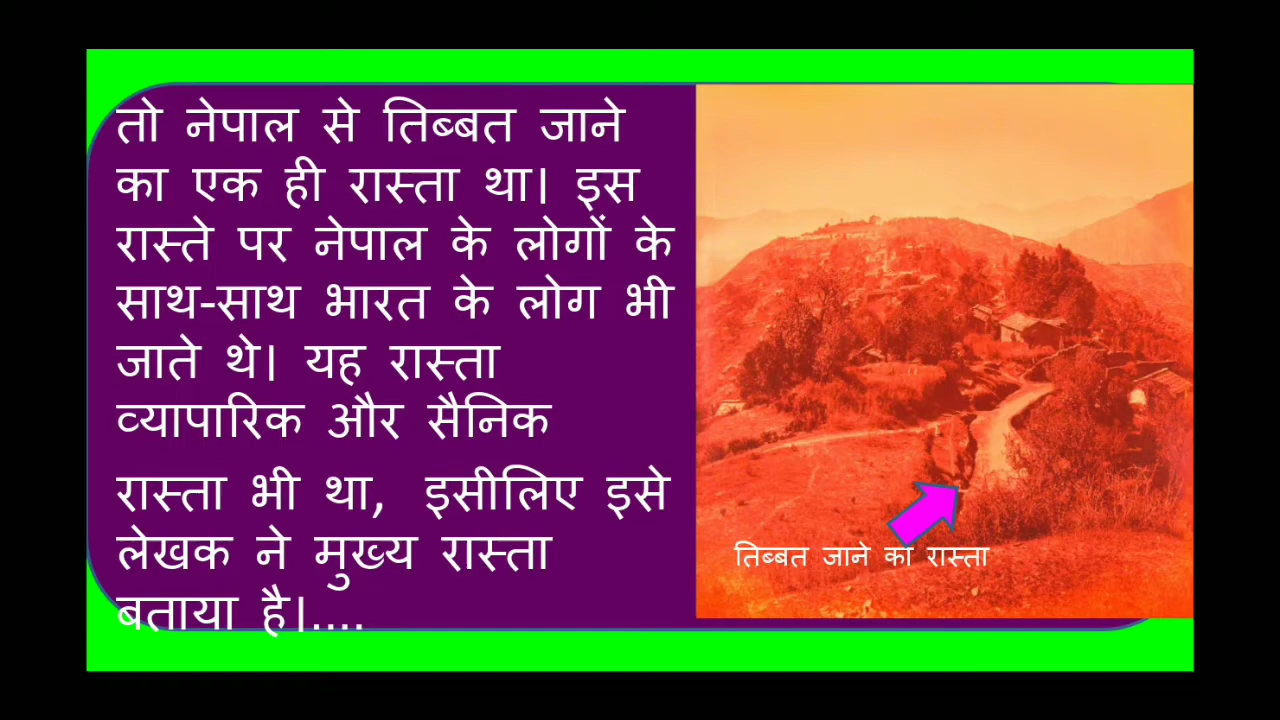 तो नेपाल से तिब्बत जाने
का एक ही रास्ता था। इस
रास्ते पर नेपाल के लोगों के
साथ-साथ भारत के लोग भी
जाते थे। यह रास्ता
व्यापारिक और सैनिक
रास्ता भी था, इसीलिए इसे
लेखक ने मुख्य रास्ता
बताया है।....
तिब्बत जाने का रास्ता